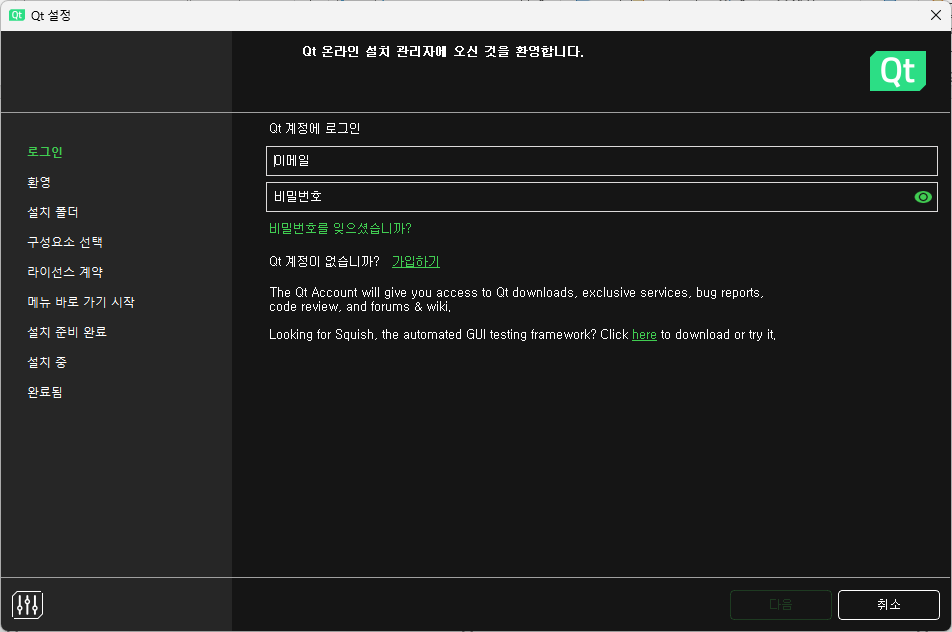 Qt Qt 설정
Qt 온라인 설치 관리자에 오신 것을 환영합니다.
Qt
로그인
환영
설치 폴더
구성요소 선택
라이선스 계약
메뉴 바로 가기 시작
설치 준비 완료
설치 중
완료됨
Qt 계정에 로그인
이메일
비밀번호
비밀번호를 잊으셨습니까?
Qt 계정이 없습니까? 가입하기
The Qt Account will give you access to Qt downloads, exclusive services, bug reports,
code review, and forums & wiki.
Looking for Squish, the automated GUI testing framework? Click here to download or try it.
다음
취소